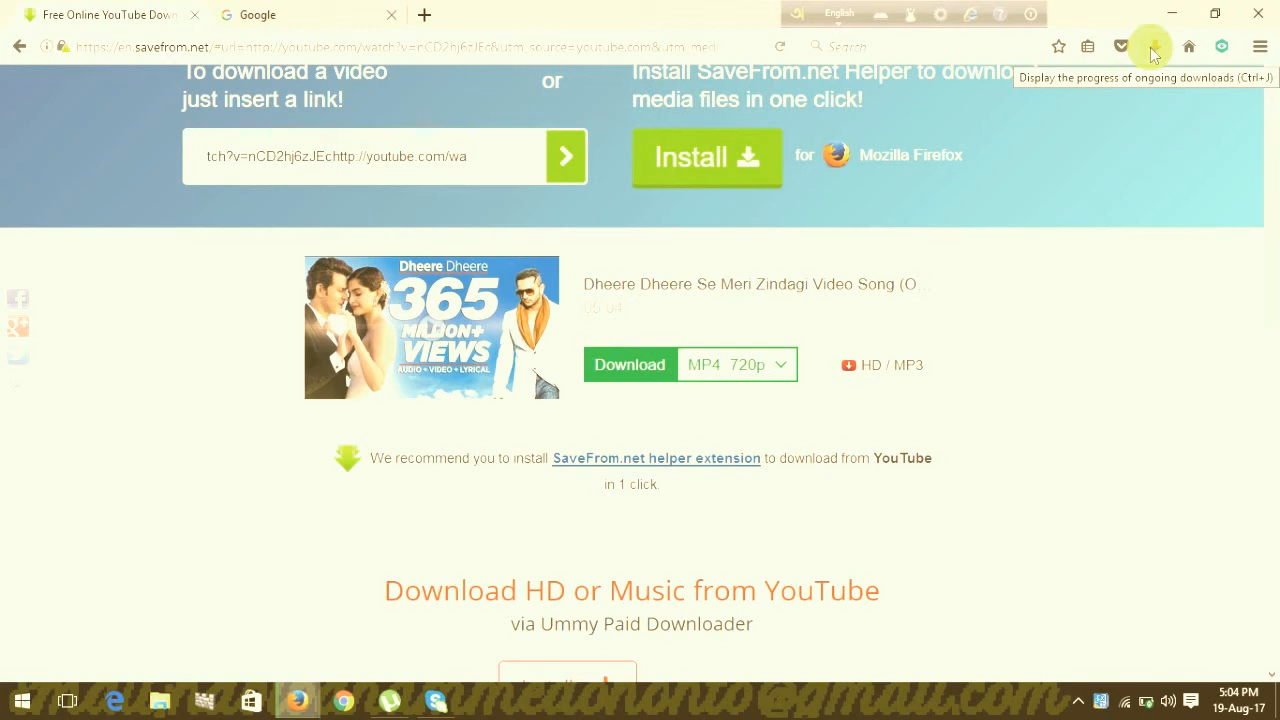 Free Online YouTube Down
Google
English
https://en.savefrom.net/#url=http://youtube.com/watch?v=nCD2hj6zJEc&utm_source=youtube.com&utm_med
Search
Display the progress of ongoing downloads (Ctrl+J)
To download a video
just insert a link!
or
Install SaveFrom.net Helper to downlo
media files in one click!
tch?v=nCD2hj6zJEchttp://youtube.com/wa
Install
for
Mozilla Firefox
Dheere Dheere
365
MILLION+
VIEWS
AUDIO + VIDEO + LYRICAL
Dheere Dheere Se Meri Zindagi Video Song (O...
05:04
Download
MP4 720p
HD / MP3
We recommend you to install SaveFrom.net helper extension to download from YouTube
in 1 click.
Download HD or Music from YouTube
via Ummy Paid Downloader
5:04 PM
19-Aug-17